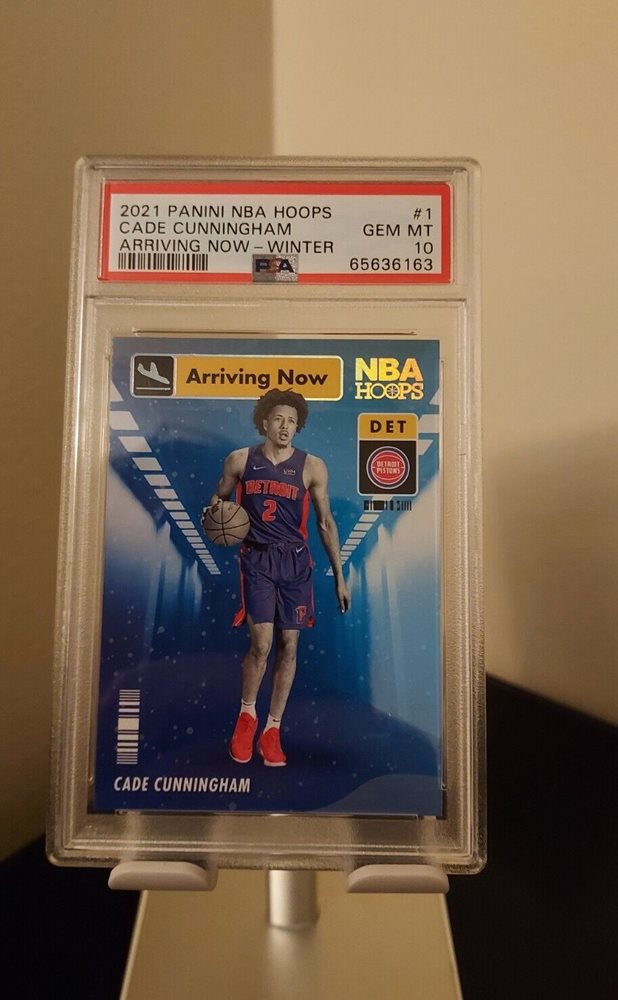 2021 PANINI NBA HOOPS #1
CADE CUNNINGHAM GEM MT
ARRIVING NOW – WINTER 10
PSA 65636163
Arriving Now
NBA
HOOPS
DET
DETROIT
PISTONS
DETROIT
2
CADE CUNNINGHAM